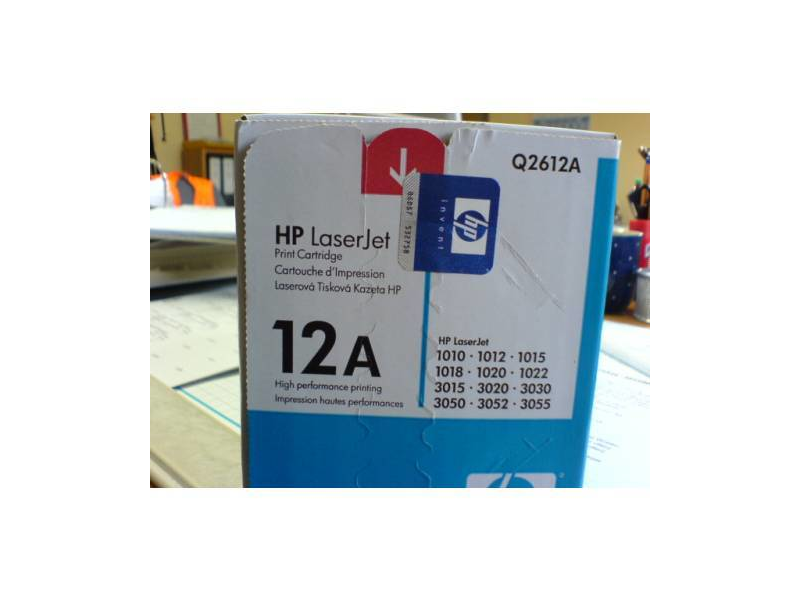 Q2612A
HP LaserJet
Print Cartridge
Cartouche d'Impression
Laserová Tisková Kazeta HP
12A
High performance printing
Impression hautes performances
HP LaserJet
1010 · 1012 · 1015
1018 · 1020 · 1022
3015 · 3020 · 3030
3050 · 3052 · 3055
hp
invent